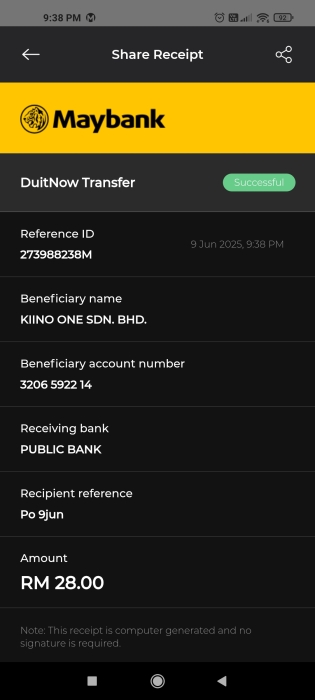 9:38 PM
92
Share Receipt
Maybank
DuitNow Transfer
Successful
Reference ID
9 Jun 2025, 9:38 PM
273988238M
Beneficiary name
KIINO ONE SDN. BHD.
Beneficiary account number
3206 5922 14
Receiving bank
PUBLIC BANK
Recipient reference
Po 9jun
Amount
RM 28.00
Note: This receipt is computer generated and no
signature is required.